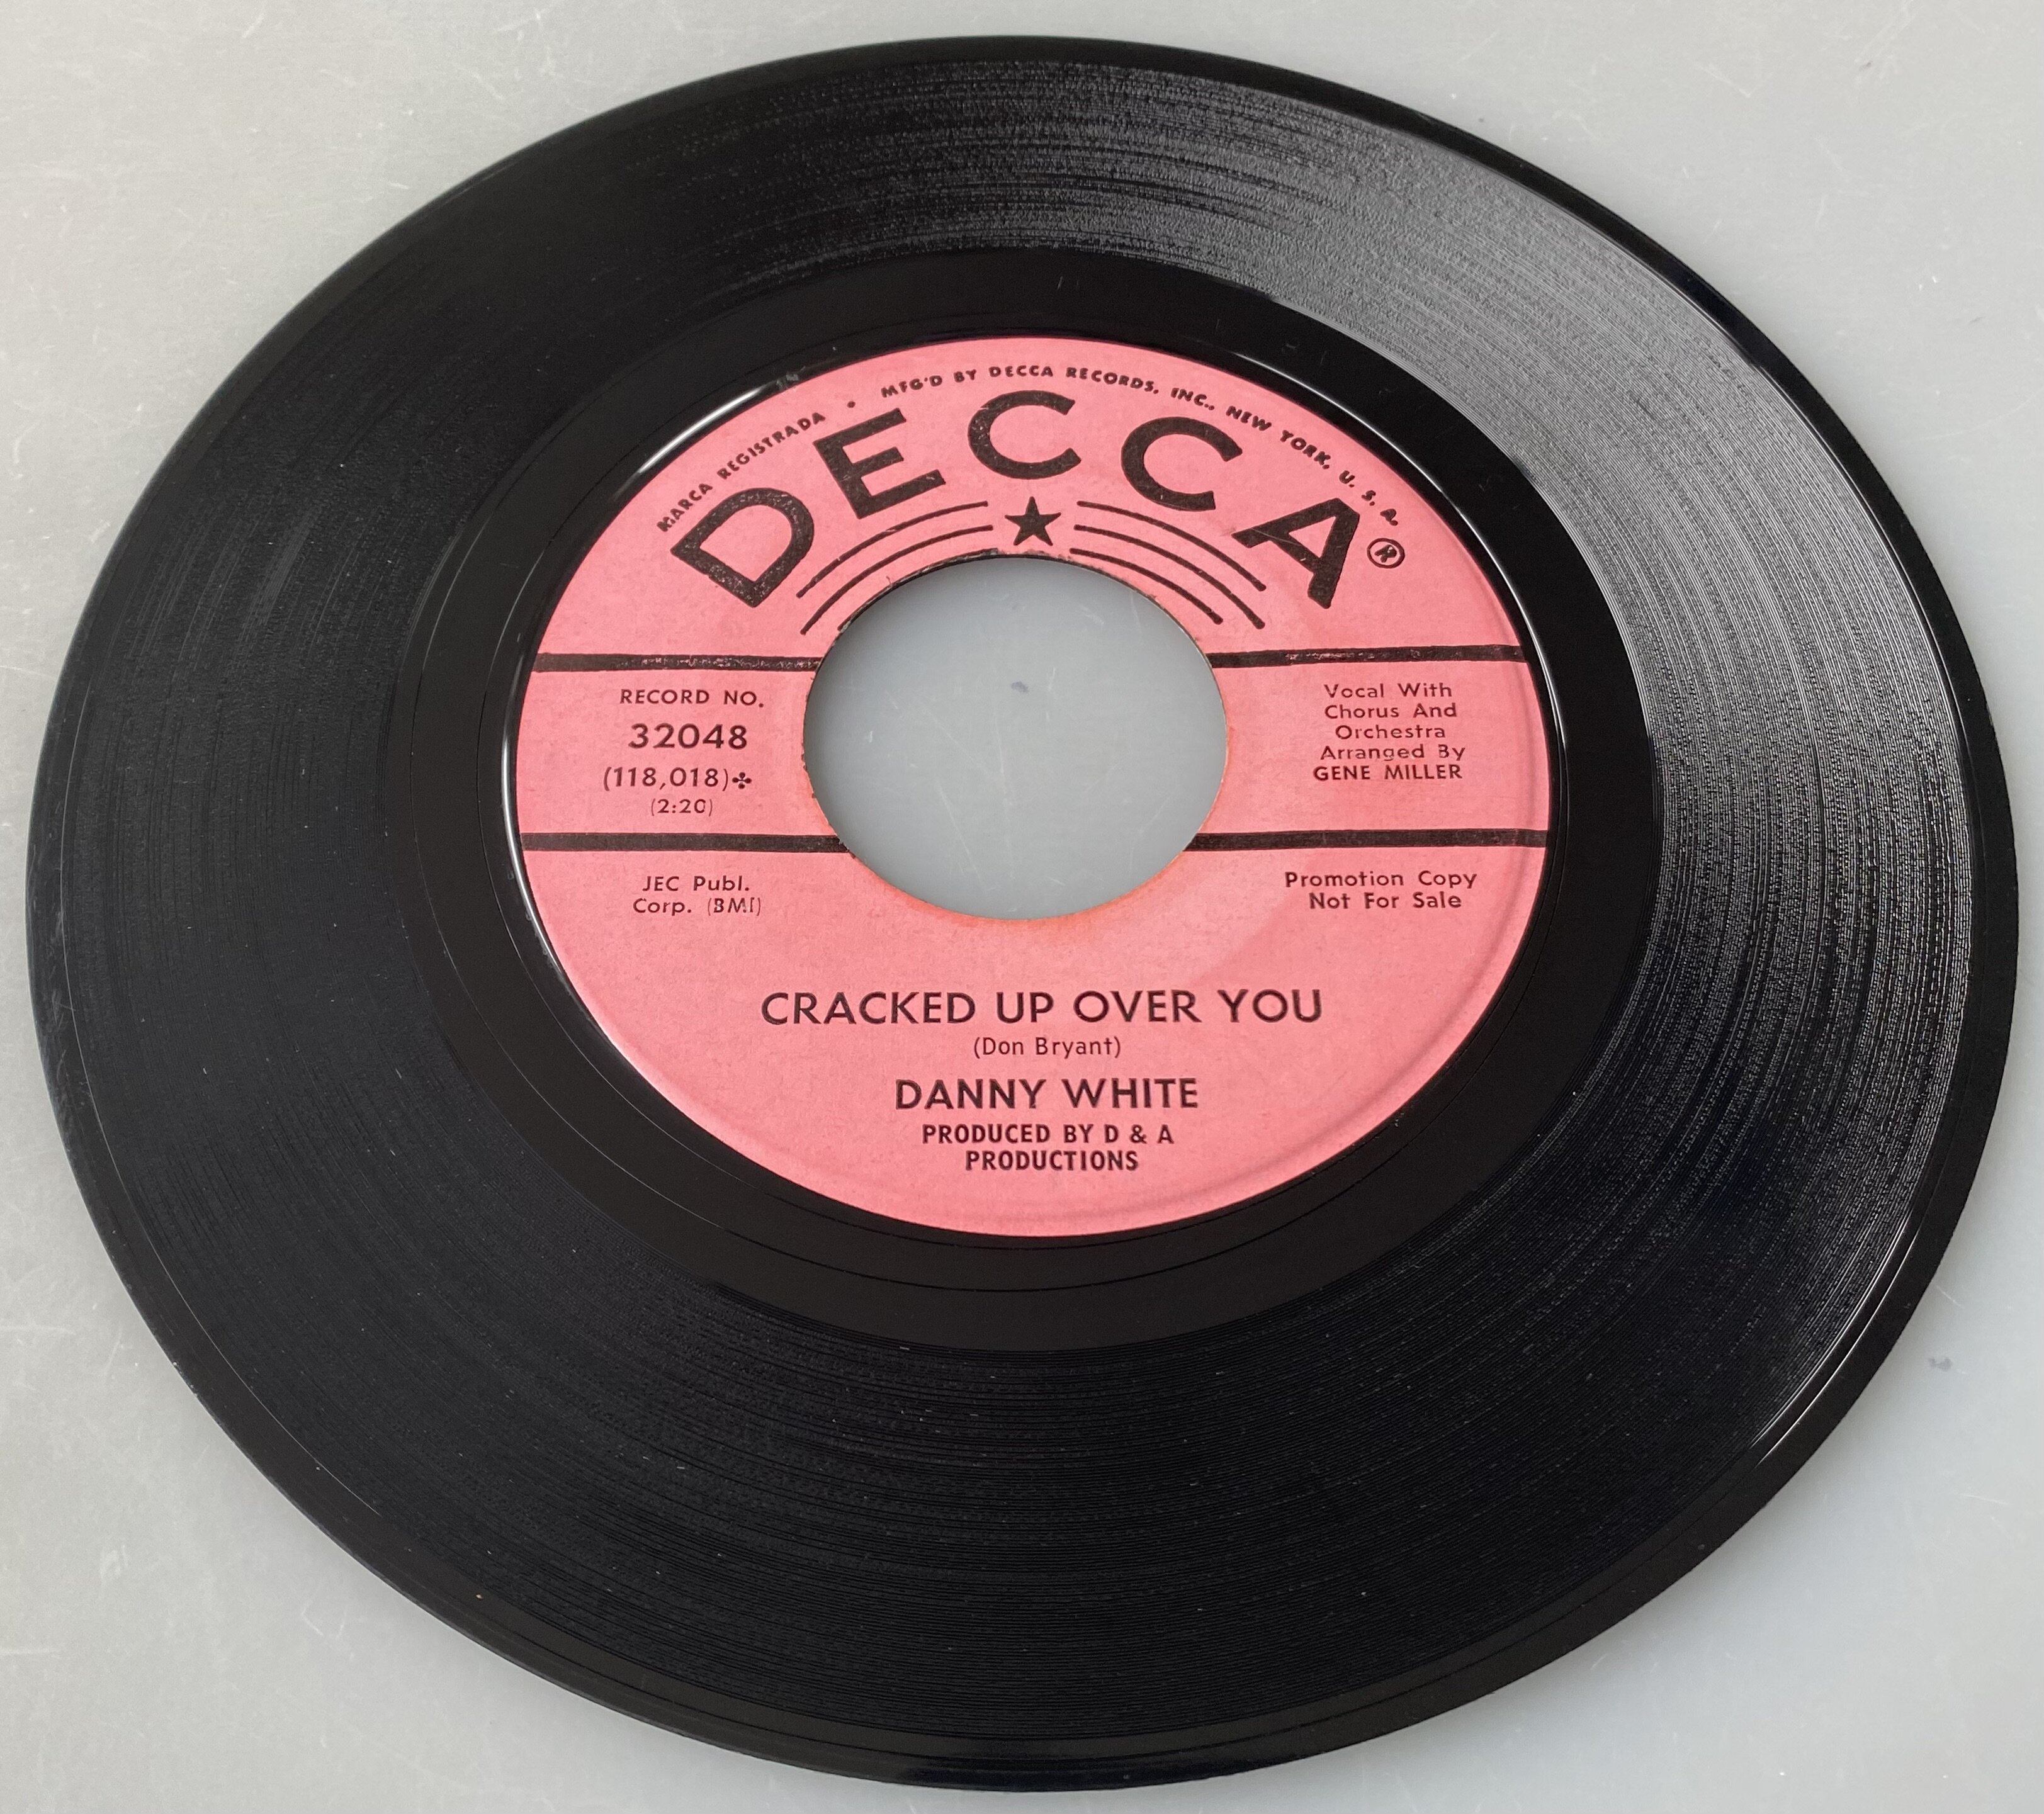 MARCA REGISTRADA • MFG'D BY DECCA RECORDS, INC., NEW YORK, U. S. A.
DECCA®
RECORD NO.
32048
(118,018)✤
(2:20)
Vocal With
Chorus And
Orchestra
Arranged By
GENE MILLER
JEC Publ.
Corp. (BMI)
Promotion Copy
Not For Sale
CRACKED UP OVER YOU
(Don Bryant)
DANNY WHITE
PRODUCED BY D & A
PRODUCTIONS